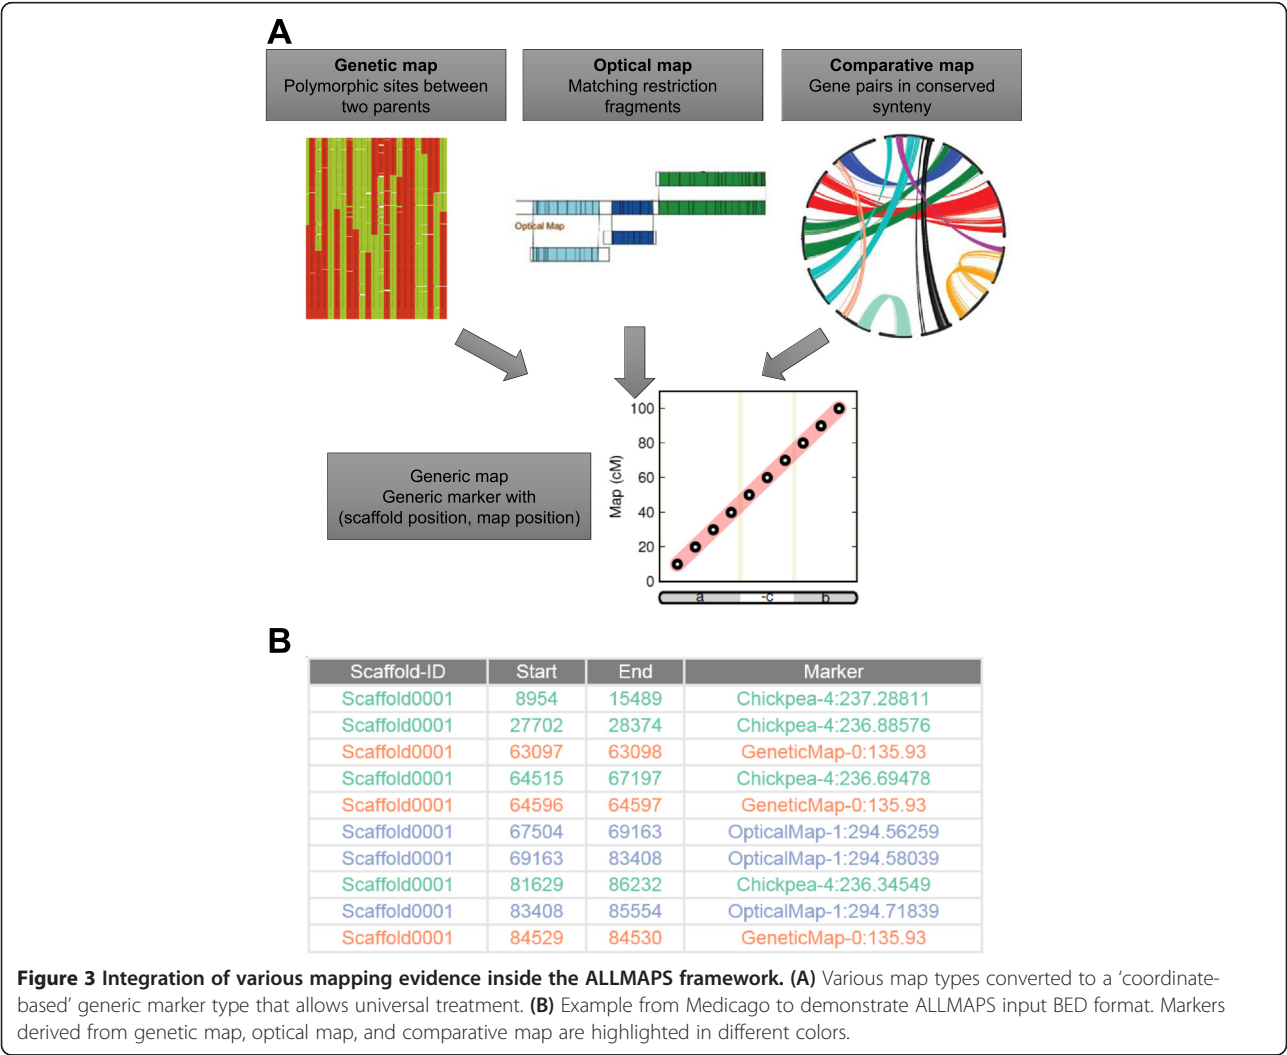 A
Genetic map
Polymorphic sites between
two parents
Optical map
Matching restriction
fragments
Comparative map
Gene pairs in conserved
synteny
Optical Map
Generic map
Generic marker with
(scaffold position, map position)
Map (cM)
100
80
60
40
20
0
a -c b
B
Scaffold-ID Start End Marker
Scaffold0001 8954 15489 Chickpea-4:237.28811
Scaffold0001 27702 28374 Chickpea-4:236.88576
Scaffold0001 63097 63098 GeneticMap-0:135.93
Scaffold0001 64515 67197 Chickpea-4:236.69478
Scaffold0001 64596 64597 GeneticMap-0:135.93
Scaffold0001 67504 69163 OpticalMap-1:294.56259
Scaffold0001 69163 83408 OpticalMap-1:294.58039
Scaffold0001 81629 86232 Chickpea-4:236.34549
Scaffold0001 83408 85554 OpticalMap-1:294.71839
Scaffold0001 84529 84530 GeneticMap-0:135.93
Figure 3 Integration of various mapping evidence inside the ALLMAPS framework. (A) Various map types converted to a ‘coordinate-
based’ generic marker type that allows universal treatment. (B) Example from Medicago to demonstrate ALLMAPS input BED format. Markers
derived from genetic map, optical map, and comparative map are highlighted in different colors.